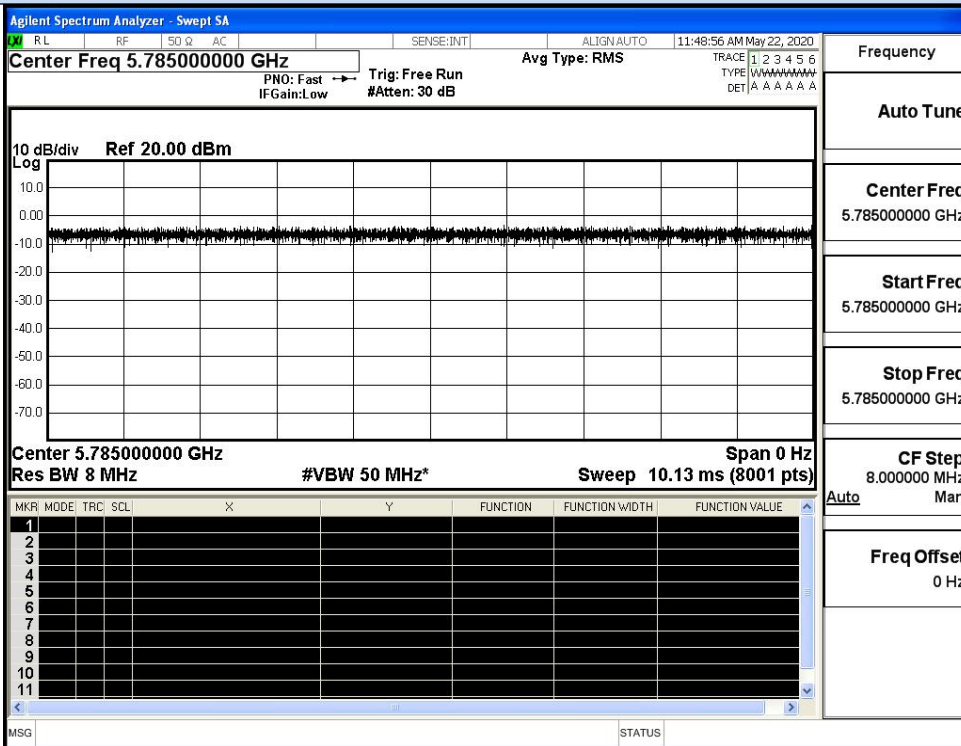 Agilent Spectrum Analyzer - Swept SA
LXI RL RF 50 Ω AC SENSE:INT ALIGN AUTO 11:48:56 AM May 22, 2020
Center Freq 5.785000000 GHz Avg Type: RMS TRACE 1 2 3 4 5 6
PNO: Fast Trig: Free Run TYPE WWWWWW
IFGain:Low #Atten: 30 dB DET A A A A A A
10 dB/div Ref 20.00 dBm
Log
10.0
0.00
-10.0
-20.0
-30.0
-40.0
-50.0
-60.0
-70.0
Center 5.785000000 GHz Span 0 Hz
Res BW 8 MHz #VBW 50 MHz* Sweep 10.13 ms (8001 pts)
MKR MODE TRC SCL X Y FUNCTION FUNCTION WIDTH FUNCTION VALUE
1
2
3
4
5
6
7
8
9
10
11
MSG STATUS
Frequency
Auto Tune
Center Freq
5.785000000 GHz
Start Freq
5.785000000 GHz
Stop Freq
5.785000000 GHz
CF Step
8.000000 MHz
Auto Man
Freq Offset
0 Hz